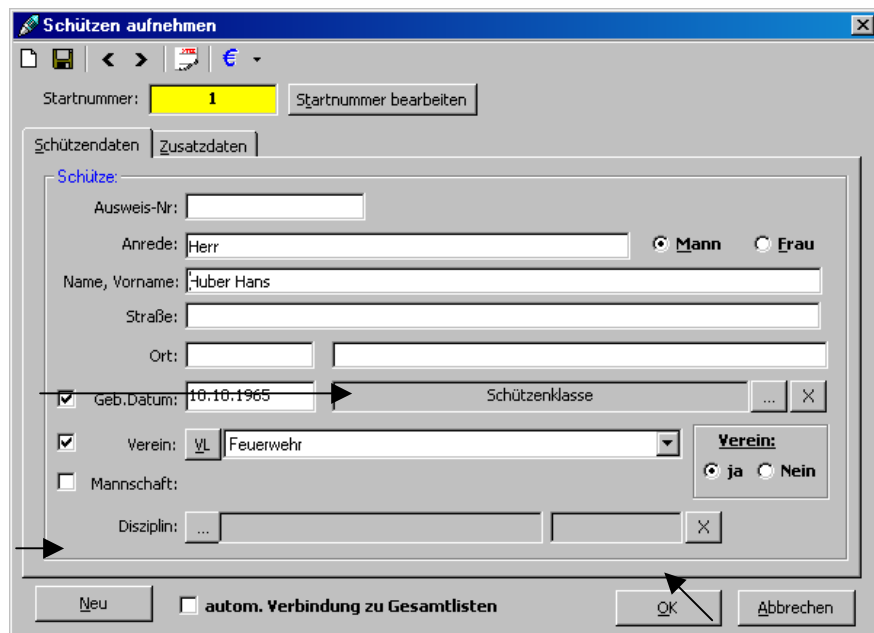 Schützen aufnehmen
Startnummer: 1 Startnummer bearbeiten
Schützendaten Zusatzdaten
Schütze:
Ausweis-Nr:
Anrede: Herr Mann Frau
Name, Vorname: Huber Hans
Straße:
Ort:
Geb.Datum: 10.10.1965 Schützenklasse ... X
Verein: VL Feuerwehr Verein:
ja Nein
Mannschaft:
Disziplin: ... X
Neu autom. Verbindung zu Gesamtlisten OK Abbrechen